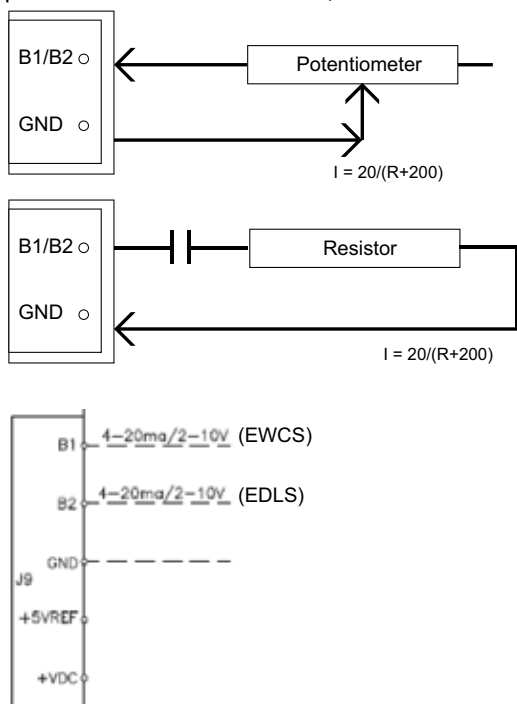 B1/B2
Potentiometer
GND
I = 20/(R+200)
B1/B2
Resistor
GND
I = 20/(R+200)
B1 4-20ma/2-10V (EWCS)
B2 4-20ma/2-10V (EDLS)
GND
J9
+5VREF
+VDC